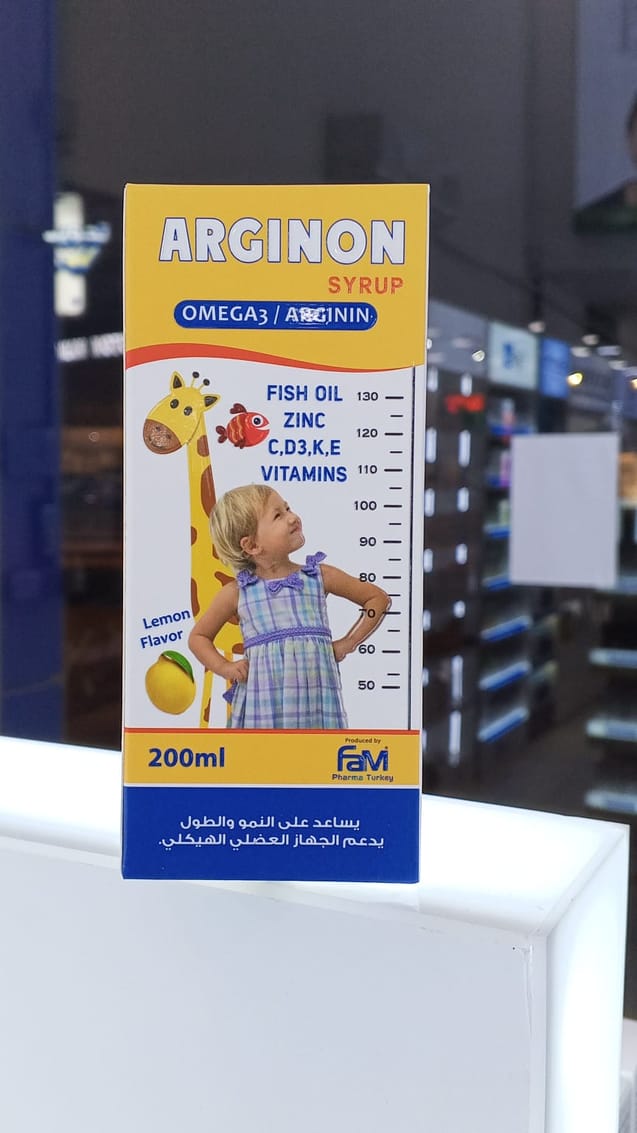 ARGINON
SYRUP
OMEGA3 / ARGININ
FISH OIL
ZINC
C,D3,K,E
VITAMINS
130
120
110
100
90
80
70
60
50
Lemon
Flavor
200ml
Produced by
FaM
Pharma Turkey
يساعد على النمو والطول
يدعم الجهاز العضلي الهيكلي.